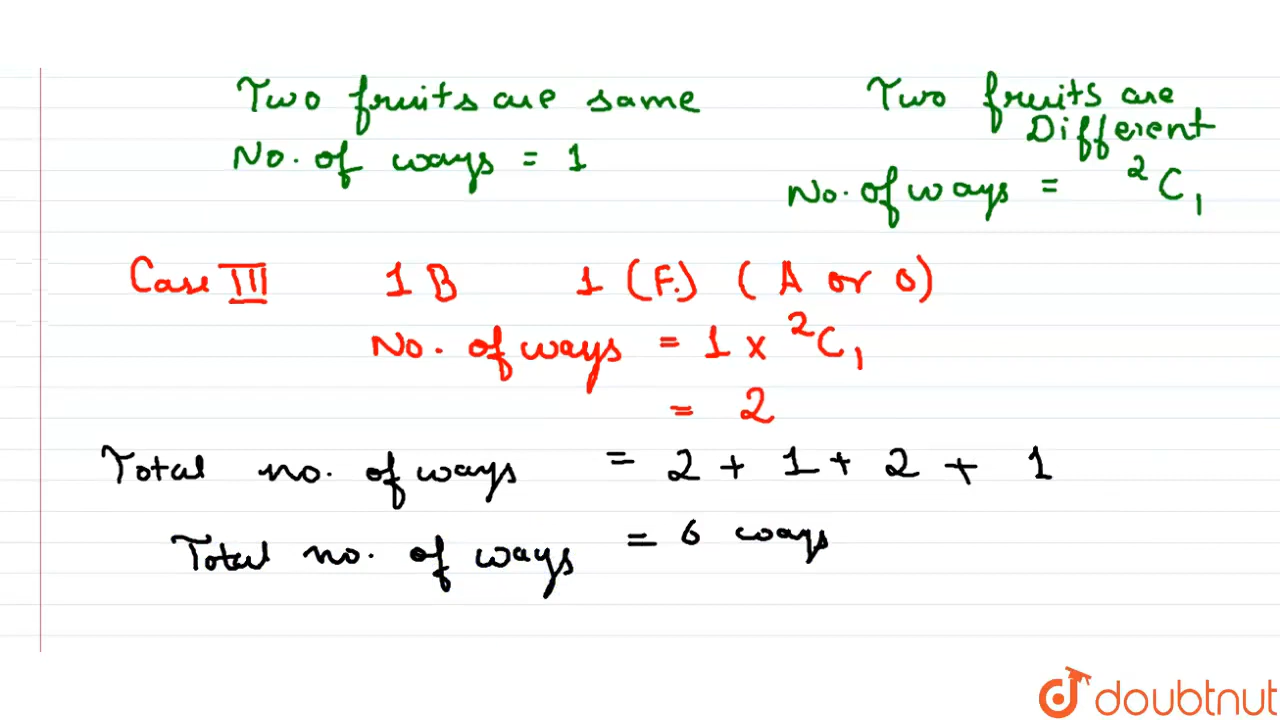 Two fruits are same
No. of ways = 1
Two fruits are
Different
No. of ways = ²C₁
Case III 1 B 1 (F.) (A or O)
No. of ways = 1 x ²C₁
= 2
Total no. of ways = 2 + 1 + 2 + 1
Total no. of ways = 6 ways
doubtnut